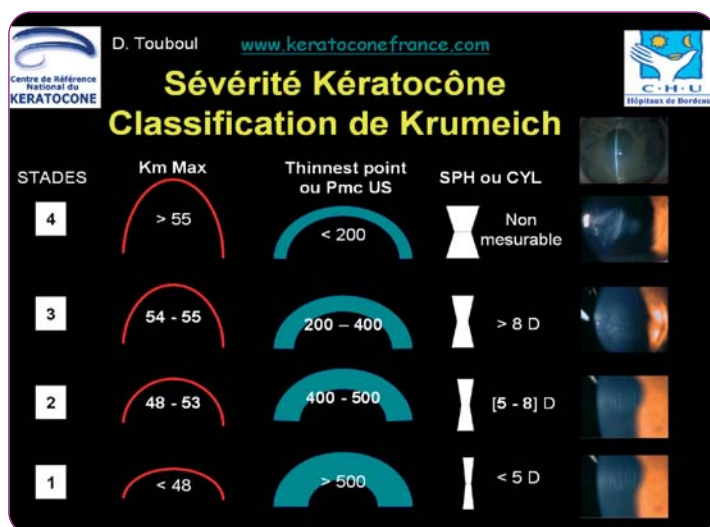 Centre de Référence
National du
KERATOCONE
D. Touboul
www.keratoconefrance.com
C·H·U
Hôpitaux de Bordeaux
Sévérité Kératocône
Classification de Krumeich
STADES
Km Max
Thinnest point
ou Pmc US
SPH ou CYL
4
> 55
< 200
Non
mesurable
3
54 - 55
200 – 400
> 8 D
2
48 - 53
400 - 500
[5 - 8] D
1
< 48
> 500
< 5 D